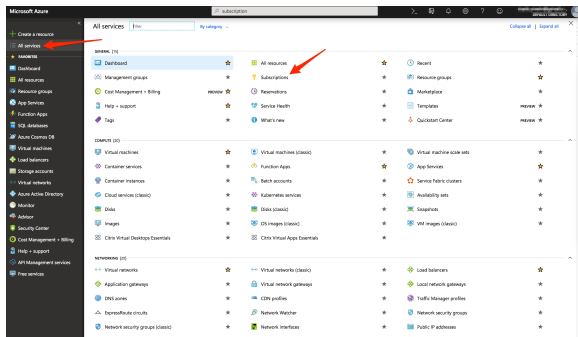 Microsoft Azure
subscription
DEFAULT DIRECTORY
Create a resource
All services
FAVORITES
Dashboard
All resources
Resource groups
App Services
Function Apps
SQL databases
Azure Cosmos DB
Virtual machines
Load balancers
Storage accounts
Virtual networks
Azure Active Directory
Monitor
Advisor
Security Center
Cost Management + Billing
Help + support
API Management services
Free services
All services Filter By category Collapse all Expand all
GENERAL (15)
Dashboard All resources Recent
Management groups Subscriptions Resource groups
Cost Management + Billing PREVIEW Reservations Marketplace
Help + support Service Health Templates PREVIEW
Tags What's new Quickstart Center PREVIEW
COMPUTE (20)
Virtual machines Virtual machines (classic) Virtual machine scale sets
Container services Function Apps App Services
Container instances Batch accounts Service Fabric clusters
Cloud services (classic) Kubernetes services Availability sets
Disks Disks (classic) Snapshots
Images OS images (classic) VM images (classic)
Citrix Virtual Desktops Essentials Citrix Virtual Apps Essentials
NETWORKING (20)
Virtual networks Virtual networks (classic) Load balancers
Application gateways Virtual network gateways Local network gateways
DNS zones CDN profiles Traffic Manager profiles
ExpressRoute circuits Network Watcher Network security groups
Network security groups (classic) Network interfaces Public IP addresses